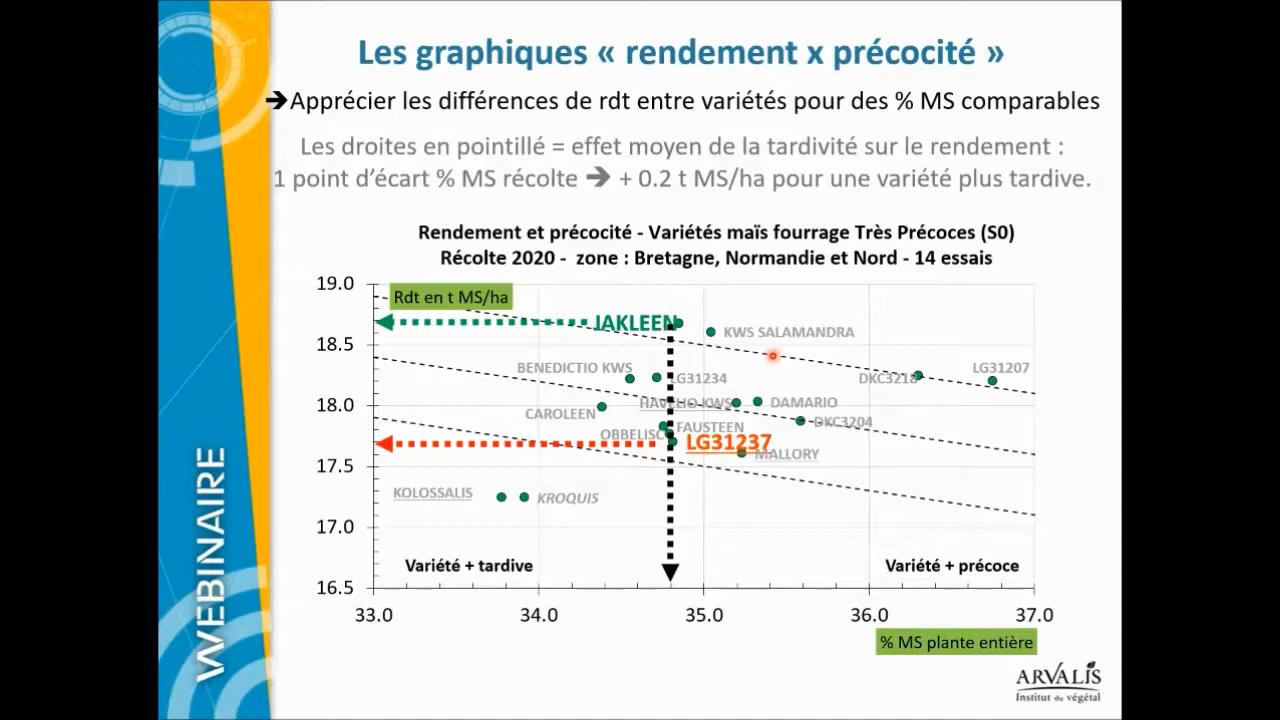 Les graphiques « rendement x précocité »
➔Apprécier les différences de rdt entre variétés pour des % MS comparables
Les droites en pointillé = effet moyen de la tardivité sur le rendement :
1 point d’écart % MS récolte ➔ + 0.2 t MS/ha pour une variété plus tardive.
Rendement et précocité - Variétés maïs fourrage Très Précoces (S0)
Récolte 2020 - zone : Bretagne, Normandie et Nord - 14 essais
19.0
Rdt en t MS/ha
JAKLEEN
KWS SALAMANDRA
18.5
BENEDICTIO KWS
LG31234
DKC3218
LG31207
18.0
CAROLEEN
HAVELIO KWS
DAMARIO
DKC3204
OBBELISC
FAUSTEEN
LG31237
MALLORY
17.5
KOLOSSALIS
KROQUIS
17.0
Variété + tardive
Variété + précoce
16.5
33.0
34.0
35.0
36.0
37.0
% MS plante entière
WEBINAIRE
ARVALIS
Institut du végétal